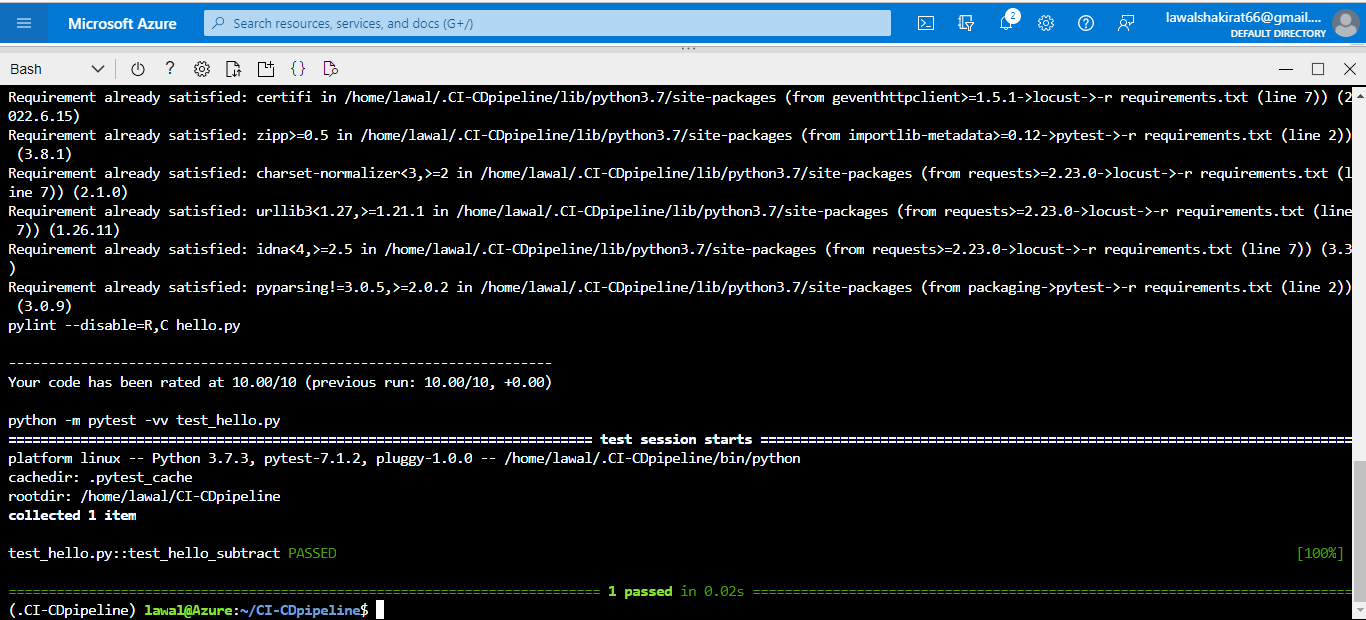 Microsoft Azure
Search resources, services, and docs (G+/)
2
lawalshakirat66@gmail....
DEFAULT DIRECTORY
Bash
Requirement already satisfied: certifi in /home/lawal/.CI-CDpipeline/lib/python3.7/site-packages (from geventhttpclient>=1.5.1->locust->-r requirements.txt (line 7)) (2
022.6.15)
Requirement already satisfied: zipp>=0.5 in /home/lawal/.CI-CDpipeline/lib/python3.7/site-packages (from importlib-metadata>=0.12->pytest->-r requirements.txt (line 2))
(3.8.1)
Requirement already satisfied: charset-normalizer<3,>=2 in /home/lawal/.CI-CDpipeline/lib/python3.7/site-packages (from requests>=2.23.0->locust->-r requirements.txt (l
ine 7)) (2.1.0)
Requirement already satisfied: urllib3<1.27,>=1.21.1 in /home/lawal/.CI-CDpipeline/lib/python3.7/site-packages (from requests>=2.23.0->locust->-r requirements.txt (line
7)) (1.26.11)
Requirement already satisfied: idna<4,>=2.5 in /home/lawal/.CI-CDpipeline/lib/python3.7/site-packages (from requests>=2.23.0->locust->-r requirements.txt (line 7)) (3.3
)
Requirement already satisfied: pyparsing!=3.0.5,>=2.0.2 in /home/lawal/.CI-CDpipeline/lib/python3.7/site-packages (from packaging->pytest->-r requirements.txt (line 2))
(3.0.9)
pylint --disable=R,C hello.py
--------------------------------------------------------------------
Your code has been rated at 10.00/10 (previous run: 10.00/10, +0.00)
python -m pytest -vv test_hello.py
========================================================================= test session starts ==========================================================================
platform linux -- Python 3.7.3, pytest-7.1.2, pluggy-1.0.0 -- /home/lawal/.CI-CDpipeline/bin/python
cachedir: .pytest_cache
rootdir: /home/lawal/CI-CDpipeline
collected 1 item
test_hello.py::test_hello_subtract PASSED [100%]
========================================================================== 1 passed in 0.02s ===========================================================================
(.CI-CDpipeline) lawal@Azure:~/CI-CDpipeline$